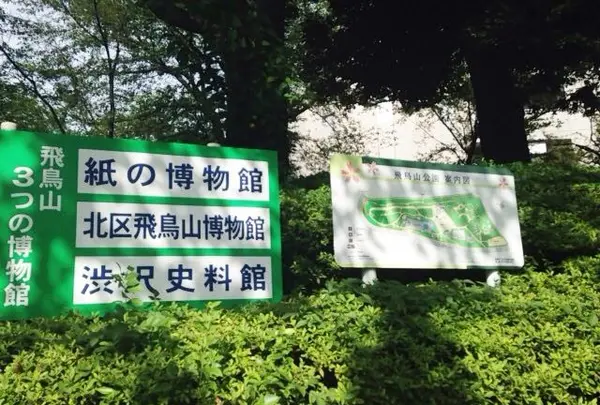 飛鳥山
3つの博物館
紙の博物館
北区飛鳥山博物館
渋沢史料館
飛鳥山公園 案内図